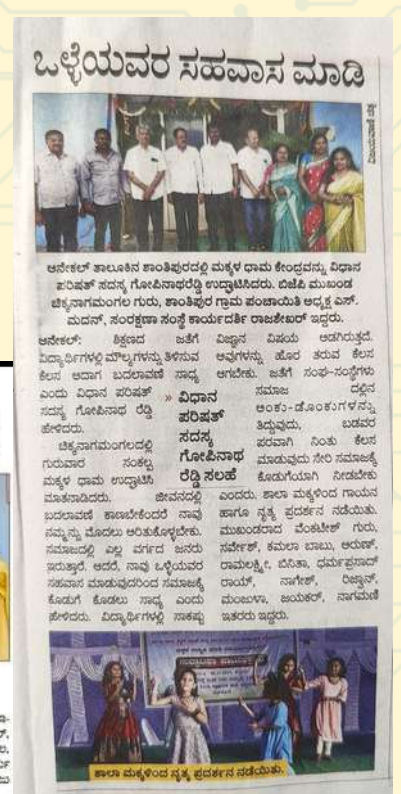 ಒಳ್ಳೆಯವರ ಸಹವಾಸ ಮಾಡಿ
ಆನೇಕಲ್ ತಾಲೂಕಿನ ಶಾಂತಿಪುರದಲ್ಲಿ ಮಕ್ಕಳ ಧಾಮ ಕೇಂದ್ರವನ್ನು ವಿಧಾನ
ಪರಿಷತ್ ಸದಸ್ಯ ಗೋಪಿನಾಥರೆಡ್ಡಿ ಉದ್ಘಾಟಿಸಿದರು. ಬಿಜೆಪಿ ಮುಖಂಡ
ಚಿಕ್ಕನಾಗಮಂಗಲ ಗುರು, ಶಾಂತಿಪುರ ಗ್ರಾಮ ಪಂಚಾಯಿತಿ ಅಧ್ಯಕ್ಷ ಎಸ್.
ಮದನ್, ಸಂರಕ್ಷಣಾ ಸಂಸ್ಥೆ ಕಾರ್ಯದರ್ಶಿ ರಾಜಶೇಖರ್ ಇದ್ದರು.
ಆನೇಕಲ್: ಶಿಕ್ಷಣದ ಜತೆಗೆ
ವಿದ್ಯಾರ್ಥಿಗಳಲ್ಲಿ ಮೌಲ್ಯಗಳನ್ನು ತಿಳಿಸುವ
ಕೆಲಸ ಆದಾಗ ಬದಲಾವಣೆ ಸಾಧ್ಯ
ಎಂದು ವಿಧಾನ ಪರಿಷತ್
ಸದಸ್ಯ ಗೋಪಿನಾಥ ರೆಡ್ಡಿ
ಹೇಳಿದರು.
ಚಿಕ್ಕನಾಗಮಂಗಲದಲ್ಲಿ
ಗುರುವಾರ ಸಂಕಲ್ಪ
ಮಕ್ಕಳ ಧಾಮ ಉದ್ಘಾಟಿಸಿ
ಮಾತನಾಡಿದರು. ಜೀವನದಲ್ಲಿ
ಬದಲಾವಣೆ ಕಾಣಬೇಕೆಂದರೆ ನಾವು
ನಮ್ಮನ್ನು ಮೊದಲು ಅರಿತುಕೊಳ್ಳಬೇಕು.
ಸಮಾಜದಲ್ಲಿ ಎಲ್ಲ ವರ್ಗದ ಜನರು
ಇರುತ್ತಾರೆ. ಆದರೆ, ನಾವು ಒಳ್ಳೆಯವರ
ಸಹವಾಸ ಮಾಡುವುದರಿಂದ ಸಮಾಜಕ್ಕೆ
ಕೊಡುಗೆ ಕೊಡಲು ಸಾಧ್ಯ ಎಂದು
ಹೇಳಿದರು. ವಿದ್ಯಾರ್ಥಿಗಳಲ್ಲಿ ಸಾಕಷ್ಟು
» ವಿಧಾನ
ಪರಿಷತ್
ಸದಸ್ಯ
ಗೋಪಿನಾಥ
ರೆಡ್ಡಿ ಸಲಹೆ
ವಿಜ್ಞಾನ ವಿಷಯ ಅಡಗಿರುತ್ತದೆ.
ಅವುಗಳನ್ನು ಹೊರ ತರುವ ಕೆಲಸ
ಆಗಬೇಕು. ಜತೆಗೆ ಸಂಘ-ಸಂಸ್ಥೆಗಳು
ಸಮಾಜ ದಲ್ಲಿನ
ಅಂಕು-ಡೊಂಕುಗಳನ್ನು
ತಿದ್ದುವುದು, ಬಡವರ
ಪರವಾಗಿ ನಿಂತು ಕೆಲಸ
ಮಾಡುವುದು ಸೇರಿ ಸಮಾಜಕ್ಕೆ
ಕೊಡುಗೆಯಾಗಿ ನೀಡಬೇಕು
ಎಂದರು. ಶಾಲಾ ಮಕ್ಕಳಿಂದ ಗಾಯನ
ಹಾಗೂ ನೃತ್ಯ ಪ್ರದರ್ಶನ ನಡೆಯಿತು.
ಮುಖಂಡರಾದ ವೆಂಕಟೇಶ್ ಗುರು,
ಸರ್ವೇಶ್, ಕಮಲಾ ಬಾಬು, ಅರುಣ್,
ರಾಮಲಕ್ಷ್ಮೀ, ಬಿನಿತಾ, ಧರ್ಮಪ್ರಸಾದ್
ರಾಯ್, ನಾಗೇಶ್, ರಿಜ್ವಾನ್,
ಮಂಜುಳಾ, ಜಯಕರ್, ನಾಗಮಣಿ
ಇತರರು ಇದ್ದರು.
ಶಾಲಾ ಮಕ್ಕಳಿಂದ ನೃತ್ಯ ಪ್ರದರ್ಶನ ನಡೆಯಿತು.